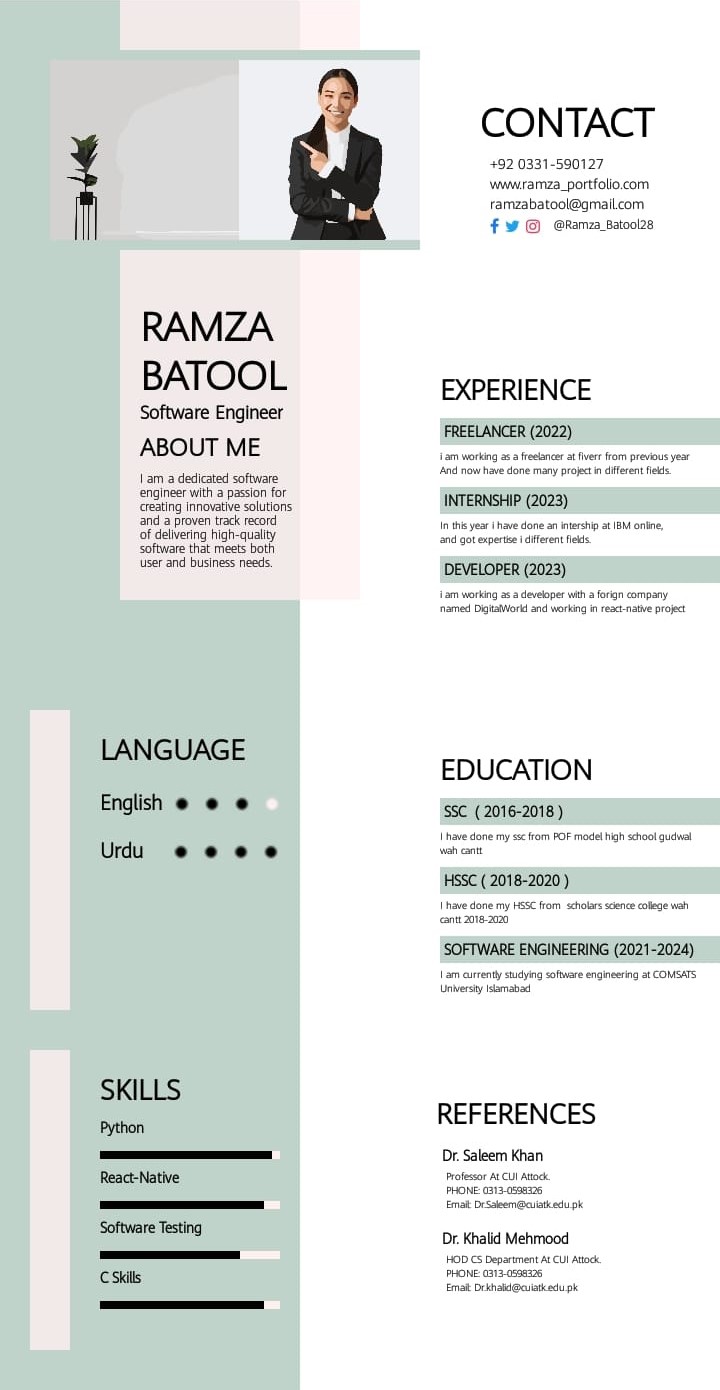 CONTACT
+92 0331-590127
www.ramza_portfolio.com
ramzabatool@gmail.com
@Ramza_Batool28
RAMZA
BATOOL
Software Engineer
ABOUT ME
I am a dedicated software
engineer with a passion for
creating innovative solutions
and a proven track record
of delivering high-quality
software that meets both
user and business needs.
EXPERIENCE
FREELANCER (2022)
i am working as a freelancer at fiverr from previous year
And now have done many project in different fields.
INTERNSHIP (2023)
In this year i have done an intership at IBM online,
and got expertise i different fields.
DEVELOPER (2023)
i am working as a developer with a forign company
named DigitalWorld and working in react-native project
LANGUAGE
English
Urdu
EDUCATION
SSC ( 2016-2018 )
I have done my ssc from POF model high school gudwal
wah cantt
HSSC ( 2018-2020 )
I have done my HSSC from scholars science college wah
cantt 2018-2020
SOFTWARE ENGINEERING (2021-2024)
I am currently studying software engineering at COMSATS
University Islamabad
SKILLS
Python
React-Native
Software Testing
C Skills
REFERENCES
Dr. Saleem Khan
Professor At CUI Attock.
PHONE: 0313-0598326
Email: Dr.Saleem@cuiatk.edu.pk
Dr. Khalid Mehmood
HOD CS Department At CUI Attock.
PHONE: 0313-0598326
Email: Dr.khalid@cuiatk.edu.pk